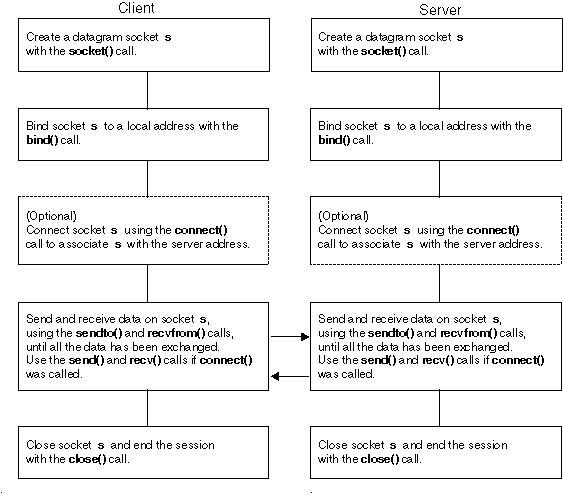 Client
Create a datagram socket s
with the socket() call.
Bind socket s to a local address with the
bind() call.
(Optional)
Connect socket s using the connect()
call to associate s with the server address.
Send and receive data on socket s,
using the sendto() and recvfrom() calls,
until all the data has been exchanged.
Use the send() and recv() calls if connect()
was called.
Close socket s and end the session
with the close() call.
Server
Create a datagram socket s
with the socket() call.
Bind socket s to a local address with the
bind() call.
(Optional)
Connect socket s using the connect()
call to associate s with the server address.
Send and receive data on socket s,
using the sendto() and recvfrom() calls,
until all the data has been exchanged.
Use the send() and recv() calls if connect()
was called.
Close socket s and end the session
with the close() call.